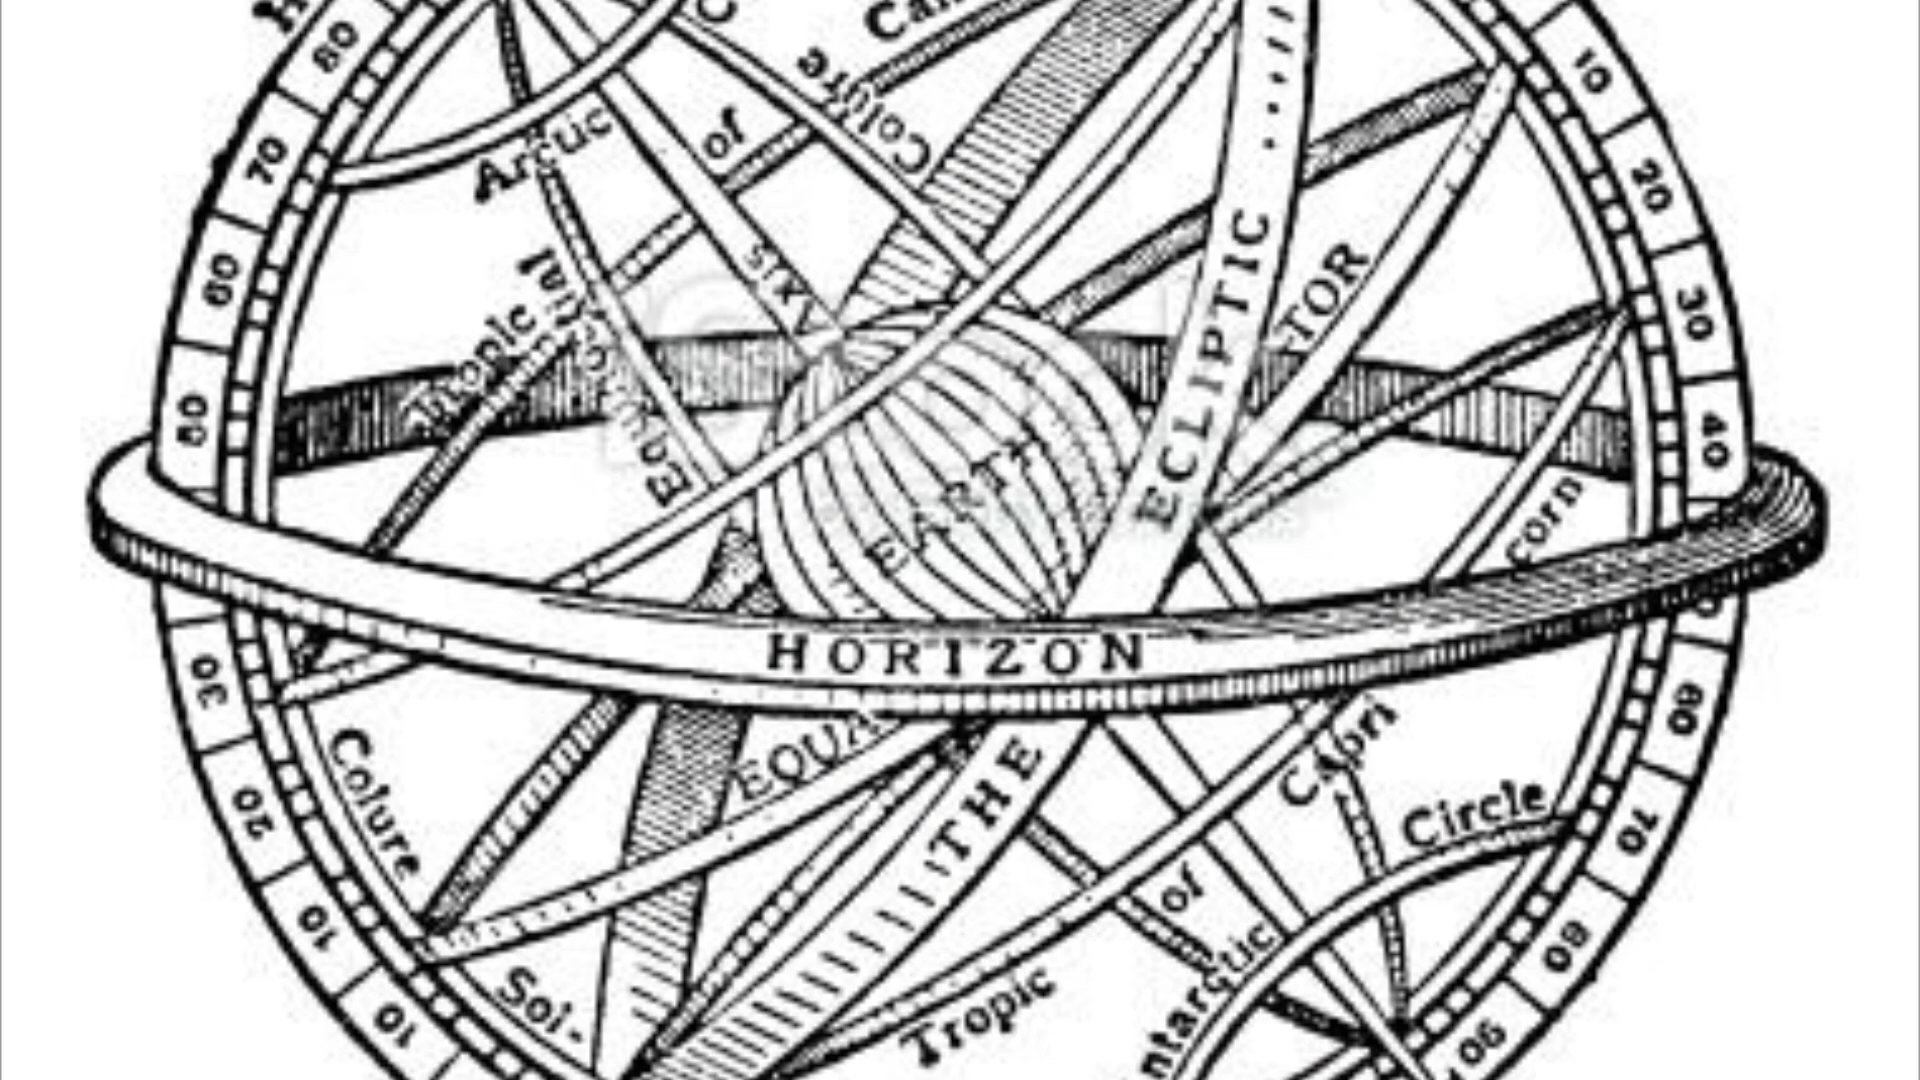 80
70
60
50
Arctic
of
Colure
10
20
30
40
AXIS
Equinoctial
Tropic
ECLIPTIC
TOR
EARTH
corn
HORIZON
30
20
10
10
Colure
EQUA
THE
Capri
Circle
of
Tropic
Sol-
ntarctic
60
70
80
90